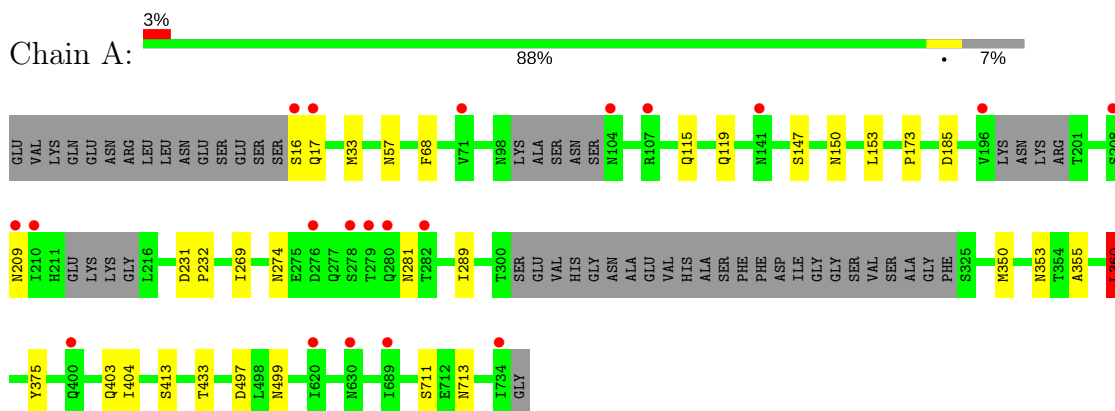 3%
Chain A:
88% • 7%
GLU VAL LYS GLN GLU ASN ARG LEU LEU ASN GLU SER GLU SER SER S16 Q17 M33 N57 F68 V71 N98 LYS ALA SER ASN SER N104 R107 Q115 Q119 N141 S147 N150 L153 P173 D185 V196 LYS ASN LYS ARG T201 S208
N209 I210 H211 GLU LYS LYS GLY L216 D231 P232 I269 N274 E275 D276 Q277 S278 T279 Q280 N281 T282 I289 T300 SER GLU VAL HIS GLY ASN ALA GLU VAL HIS ALA SER PHE PHE ASP ILE GLY GLY SER VAL SER ALA GLY PHE S325 M350 N353 T354 A355
Y375 Q400 Q403 I404 S413 T433 D497 L498 N499 I620 N630 I689 S711 E712 N713 I734 GLY